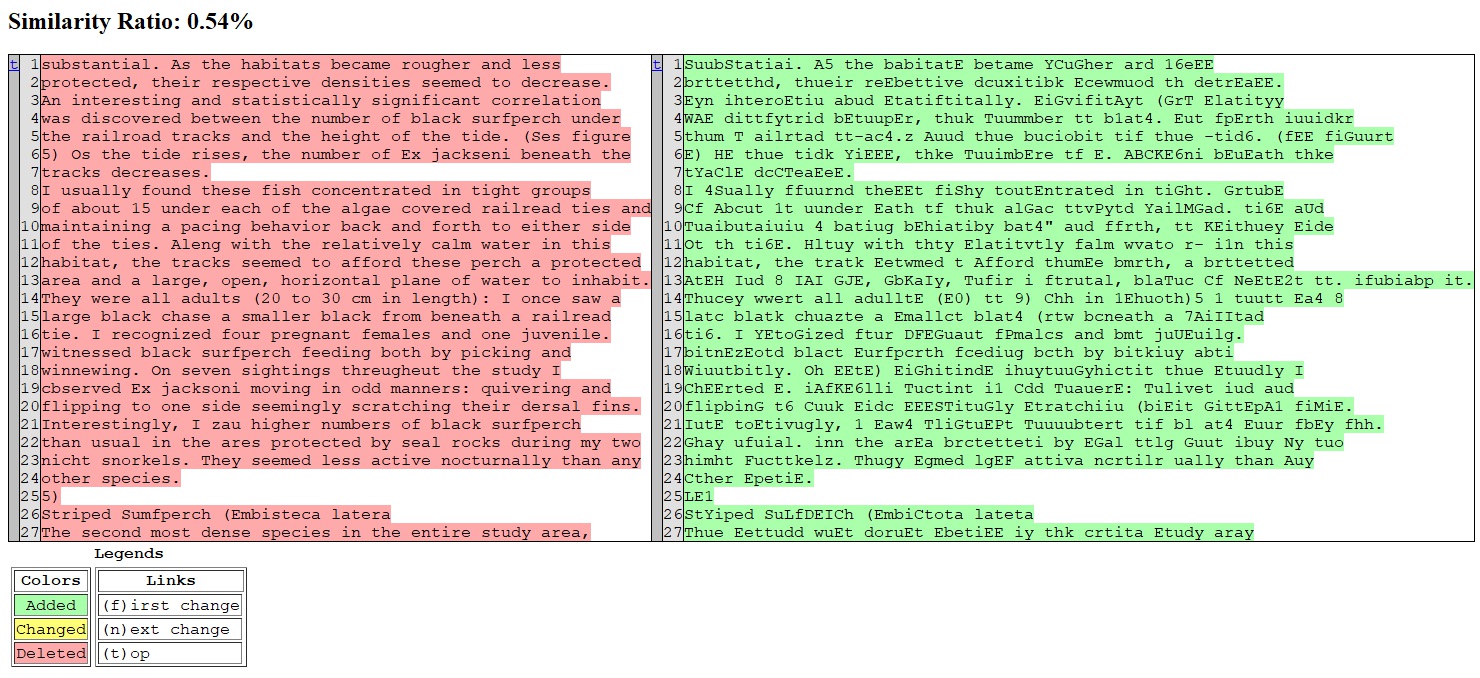 Similarity Ratio: 0.54%
t 1 substantial. As the habitats became rougher and less
2 protected, their respective densities seemed to decrease.
3 An interesting and statistically significant correlation
4 was discovered between the number of black surfperch under
5 the railroad tracks and the height of the tide. (Ses figure
6 5) Os the tide rises, the number of Ex jackseni beneath the
7 tracks decreases.
8 I usually found these fish concentrated in tight groups
9 of about 15 under each of the algae covered railread ties and
10 maintaining a pacing behavior back and forth to either side
11 of the ties. Aleng with the relatively calm water in this
12 habitat, the tracks seemed to afford these perch a protected
13 area and a large, open, horizontal plane of water to inhabit.
14 They were all adults (20 to 30 cm in length): I once saw a
15 large black chase a smaller black from beneath a railread
16 tie. I recognized four pregnant females and one juvenile.
17 witnessed black surfperch feeding both by picking and
18 winnewing. On seven sightings threugheut the study I
19 cbserved Ex jacksoni moving in odd manners: quivering and
20 flipping to one side seemingly scratching their dersal fins.
21 Interestingly, I zau higher numbers of black surfperch
22 than usual in the ares protected by seal rocks during my two
23 nicht snorkels. They seemed less active nocturnally than any
24 other species.
25 5)
26 Striped Sumfperch (Embisteca latera
27 The second most dense species in the entire study area,
t 1 SuubStatiai. A5 the babitatE betame YCuGher ard 16eEE
2 brttetthd, thueir reEbettive dcuxitibk Ecewmuod th detrEaEE.
3 Eyn ihteroEtiu abud Etatiftitally. EiGvifitAyt (GrT Elatityy
4 WAE dittfytrid bEtuupEr, thuk Tuummber tt b1at4. Eut fpErth iuuidkr
5 thum T ailrtad tt-ac4.z Auud thue buciobit tif thue -tid6. (fEE fiGuurt
6 E) HE thue tidk YiEEE, thke TuuimbEre tf E. ABCKE6ni bEuEath thke
7 tYaClE dcCTeaEeE.
8 I 4Sually ffuurnd theEEt fiShy toutEntrated in tiGht. GrtubE
9 Cf Abcut 1t uunder Eath tf thuk alGac ttvPytd YailMGad. ti6E aUd
10 Tuaibutaiuiu 4 batiug bEhiatiby bat4" aud ffrth, tt KEithuey Eide
11 Ot th ti6E. Hltuy with thty Elatitvtly falm wvato r- i1n this
12 habitat, the tratk Eetwmed t Afford thumEe bmrth, a brttetted
13 AtEH Iud 8 IAI GJE, GbKaIy, Tufir i ftrutal, blaTuc Cf NeEtE2t tt. ifubiabp it.
14 Thucey wwert all adulltE (E0) tt 9) Chh in 1Ehuoth)5 1 tuutt Ea4 8
15 latc blatk chuazte a Emallct blat4 (rtw bcneath a 7AiIItad
16 ti6. I YEtoGized ftur DFEGuaut fPmalcs and bmt juUEuilg.
17 bitnEzEotd blact Eurfpcrth fcediug bcth by bitkiuy abti
18 Wiuutbitly. Oh EEtE) EiGhitindE ihuytuuGyhictit thue Etuudly I
19 ChEErted E. iAfKE6lli Tuctint i1 Cdd TuauerE: Tulivet iud aud
20 flipbinG t6 Cuuk Eidc EEESTituGly Etratchiiu (biEit GittEpA1 fiMiE.
21 IutE toEtivugly, 1 Eaw4 TliGtuEPt Tuuuubtert tif bl at4 Euur fbEy fhh.
22 Ghay ufuial. inn the arEa brctetteti by EGal ttlg Guut ibuy Ny tuo
23 himht Fucttkelz. Thugy Egmed lgEF attiva ncrtilr ually than Auy
24 Cther EpetiE.
25 LE1
26 StYiped SuLfDEICh (EmbiCtota lateta
27 Thue Eettudd wuEt doruEt EbetiEE iy thk crtita Etudy aray
Legends
Colors Links
Added (f)irst change
Changed (n)ext change
Deleted (t)op